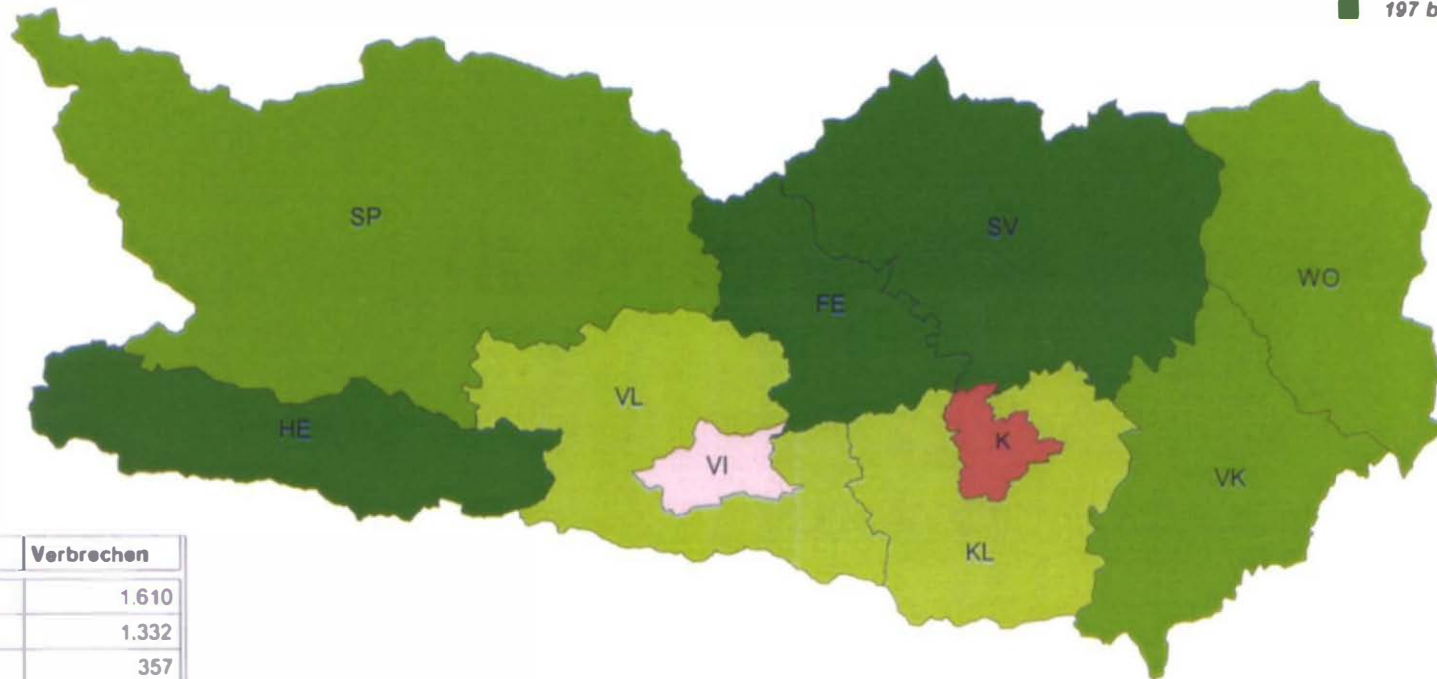 197 b
SP
SV
WO
FE
VL
HE
K
VI
VK
KL
Verbrechen
1.610
1.332
357